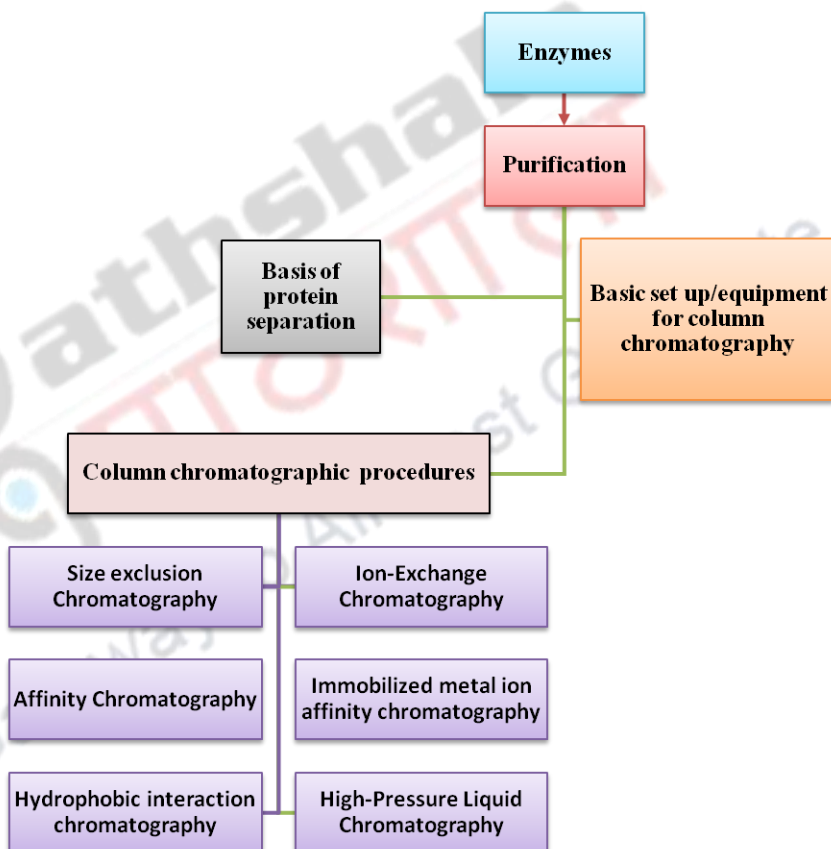 Enzymes
Purification
Basis of
protein
separation
Basic set up/equipment
for column
chromatography
Column chromatographic procedures
Size exclusion
Chromatography
Ion-Exchange
Chromatography
Affinity Chromatography
Immobilized metal ion
affinity chromatography
Hydrophobic interaction
chromatography
High-Pressure Liquid
Chromatography
athshala